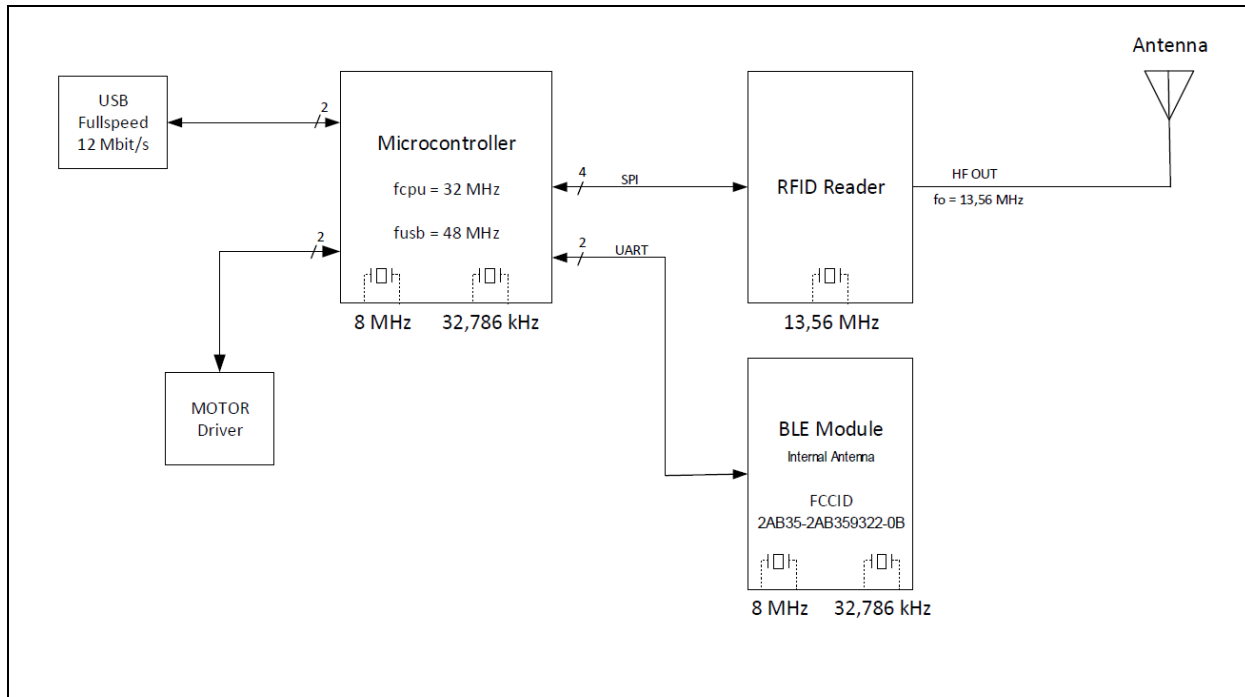 Antenna
USB
Fullspeed
12 Mbit/s
2
Microcontroller
fcpu = 32 MHz
fusb = 48 MHz
8 MHz
32,786 kHz
4
SPI
2
UART
RFID Reader
13,56 MHz
HF OUT
fo = 13,56 MHz
2
MOTOR
Driver
BLE Module
Internal Antenna
FCCID
2AB35-2AB359322-0B
8 MHz
32,786 kHz